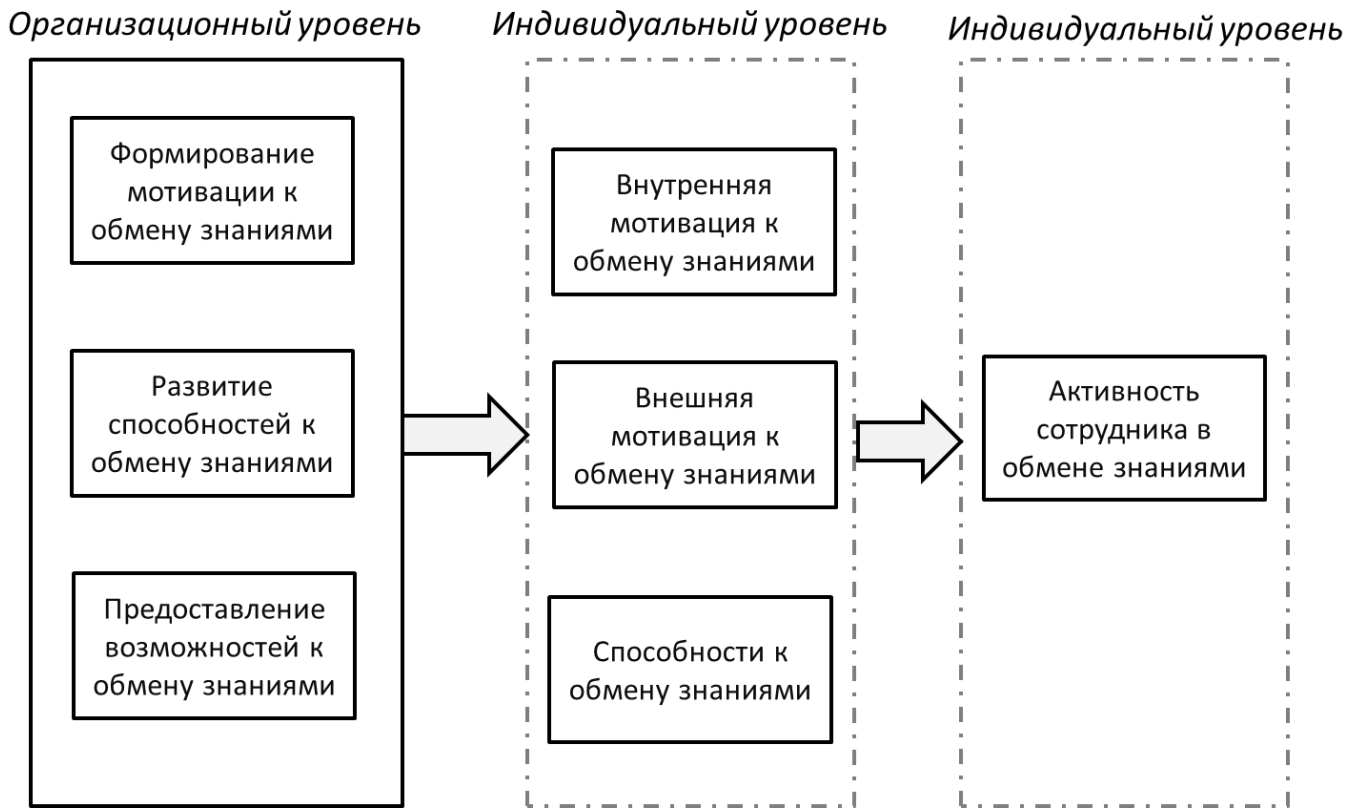 Организационный уровень
Индивидуальный уровень
Индивидуальный уровень
Формирование
мотивации к
обмену знаниями
Развитие
способностей к
обмену знаниями
Предоставление
возможностей к
обмену знаниями
Внутренняя
мотивация к
обмену знаниями
Внешняя
мотивация к
обмену знаниями
Способности к
обмену знаниями
Активность
сотрудника в
обмене знаниями